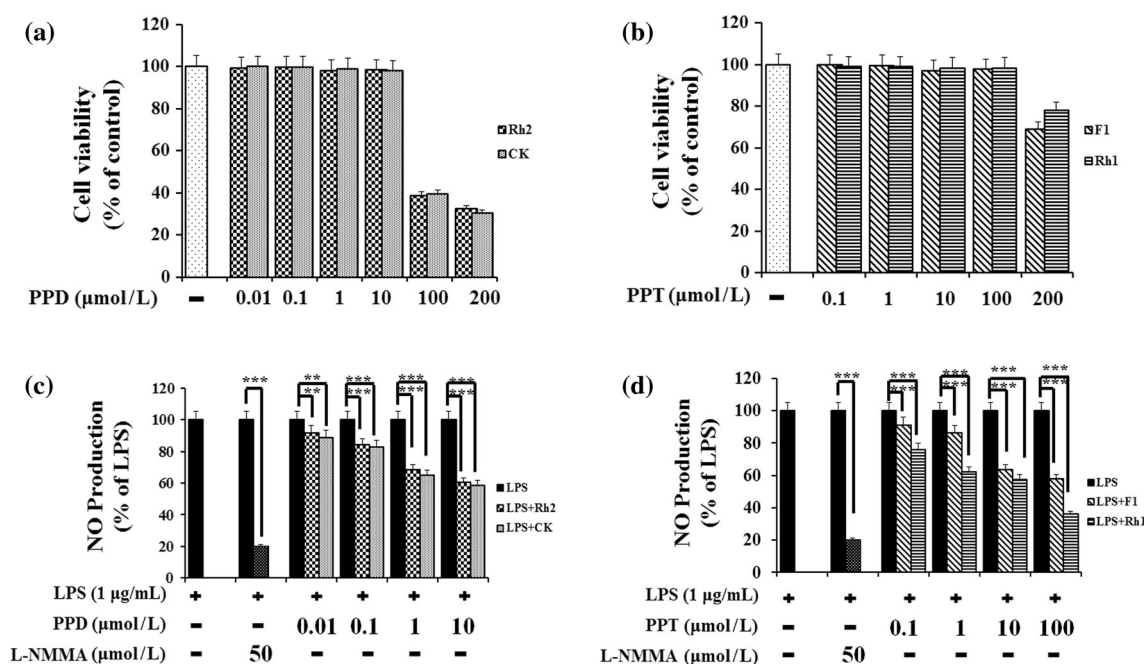 (a)
Cell viability
(% of control)
120
100
80
60
40
20
0
Rh2
CK
PPD (μmol/L)
– 0.01 0.1 1 10 100 200
(b)
Cell viability
(% of control)
120
100
80
60
40
20
0
F1
Rh1
PPT (μmol/L)
– 0.1 1 10 100 200
(c)
NO Production
(% of LPS)
120
100
80
60
40
20
0
*** ** ** *** *** *** *** *** ***
LPS
LPS+Rh2
LPS+CK
LPS (1 μg/mL) + + + + + +
PPD (μmol/L) – – 0.01 0.1 1 10
L-NMMA (μmol/L) – 50 – – – –
(d)
NO Production
(% of LPS)
120
100
80
60
40
20
0
*** *** *** *** *** *** *** *** ***
LPS
LPS+F1
LPS+Rh1
LPS (1 μg/mL) + + + + + +
PPT (μmol/L) – – 0.1 1 10 100
L-NMMA (μmol/L) – 50 – – – –